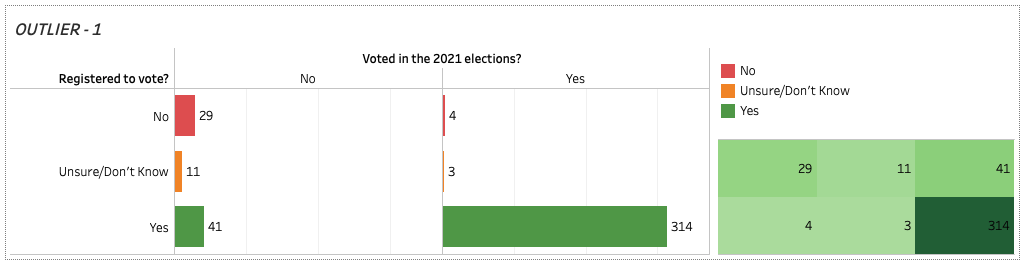 OUTLIER - 1
Voted in the 2021 elections?
Registered to vote?
No
Yes
No
29
4
Unsure/Don't Know
11
3
Yes
41
314
No
Unsure/Don't Know
Yes
29
11
41
4
3
314